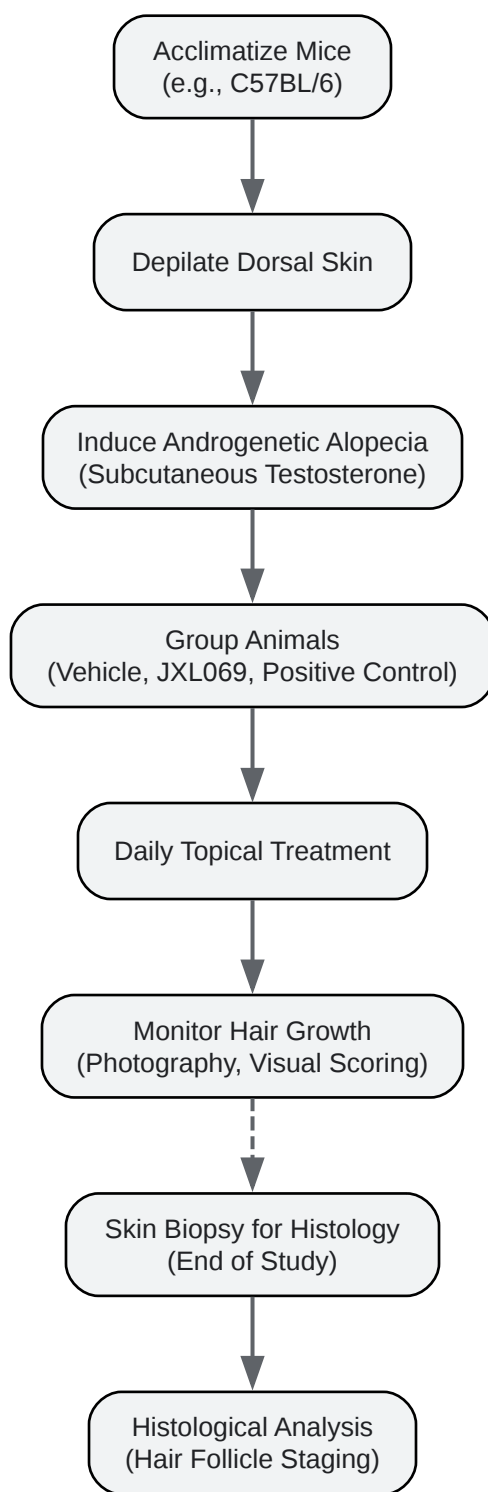 Acclimatize Mice
(e.g., C57BL/6)
Depilate Dorsal Skin
Induce Androgenetic Alopecia
(Subcutaneous Testosterone)
Group Animals
(Vehicle, JXL069, Positive Control)
Daily Topical Treatment
Monitor Hair Growth
(Photography, Visual Scoring)
Skin Biopsy for Histology
(End of Study)
Histological Analysis
(Hair Follicle Staging)